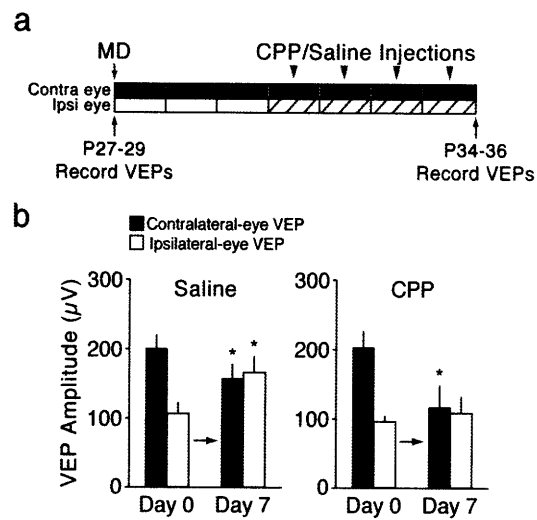 a
MD
CPP/Saline Injections
Contra eye
Ipsi eye
P27-29
Record VEPs
P34-36
Record VEPs
b
Contralateral-eye VEP
Ipsilateral-eye VEP
VEP Amplitude (µV)
300
200
100
0
Saline
* *
Day 0 Day 7
300
200
100
0
CPP
*
Day 0 Day 7